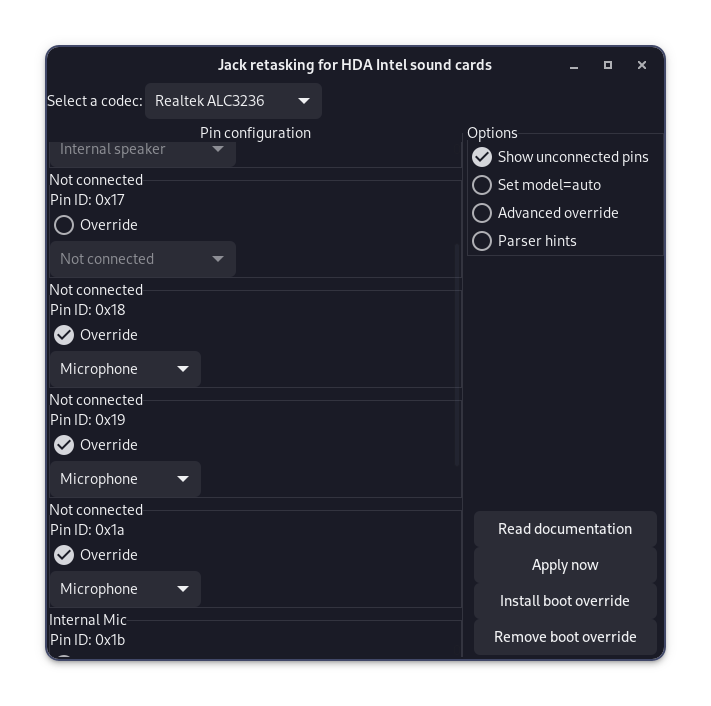 Jack retasking for HDA Intel sound cards
Select a codec: Realtek ALC3236
Pin configuration
Internal speaker
Not connected
Pin ID: 0x17
Override
Not connected
Not connected
Pin ID: 0x18
Override
Microphone
Not connected
Pin ID: 0x19
Override
Microphone
Not connected
Pin ID: 0x1a
Override
Microphone
Internal Mic
Pin ID: 0x1b
Options
Show unconnected pins
Set model=auto
Advanced override
Parser hints
Read documentation
Apply now
Install boot override
Remove boot override